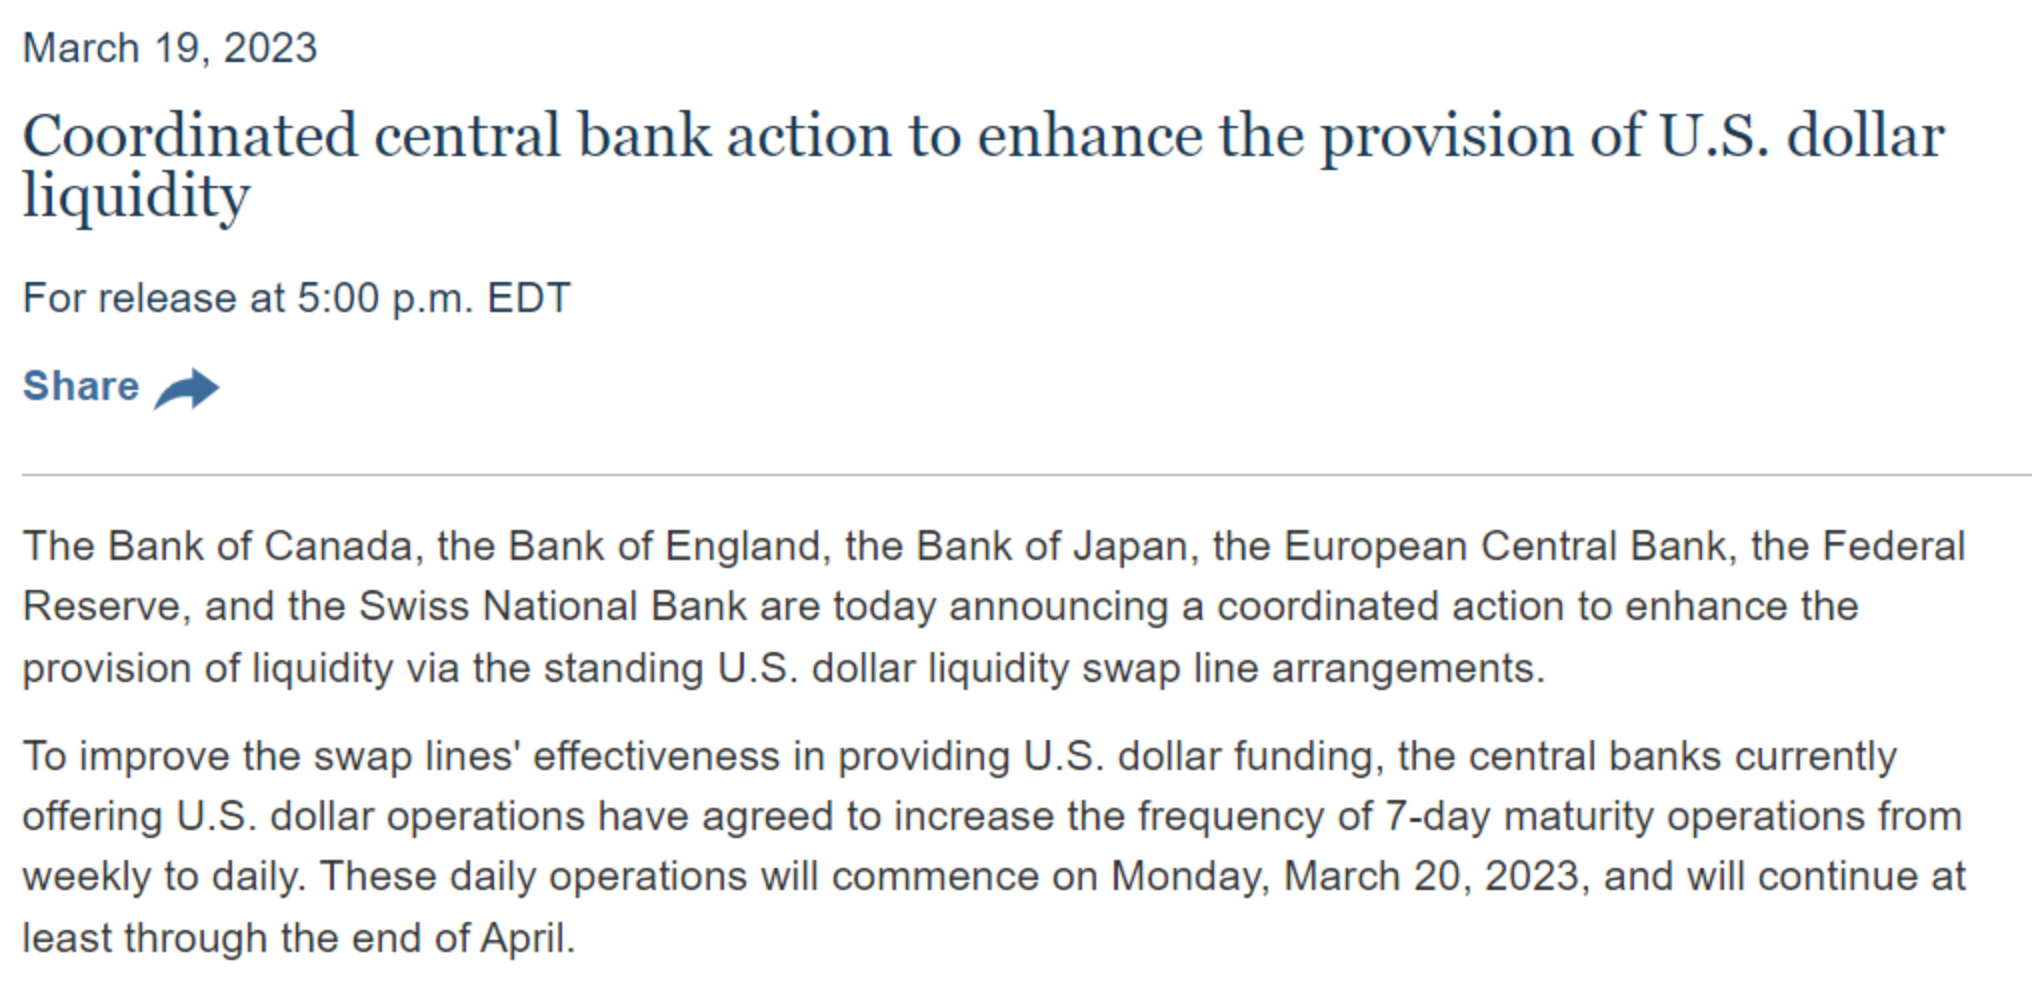 March 19, 2023
Coordinated central bank action to enhance the provision of U.S. dollar
liquidity
For release at 5:00 p.m. EDT
Share
The Bank of Canada, the Bank of England, the Bank of Japan, the European Central Bank, the Federal
Reserve, and the Swiss National Bank are today announcing a coordinated action to enhance the
provision of liquidity via the standing U.S. dollar liquidity swap line arrangements.
To improve the swap lines' effectiveness in providing U.S. dollar funding, the central banks currently
offering U.S. dollar operations have agreed to increase the frequency of 7-day maturity operations from
weekly to daily. These daily operations will commence on Monday, March 20, 2023, and will continue at
least through the end of April.